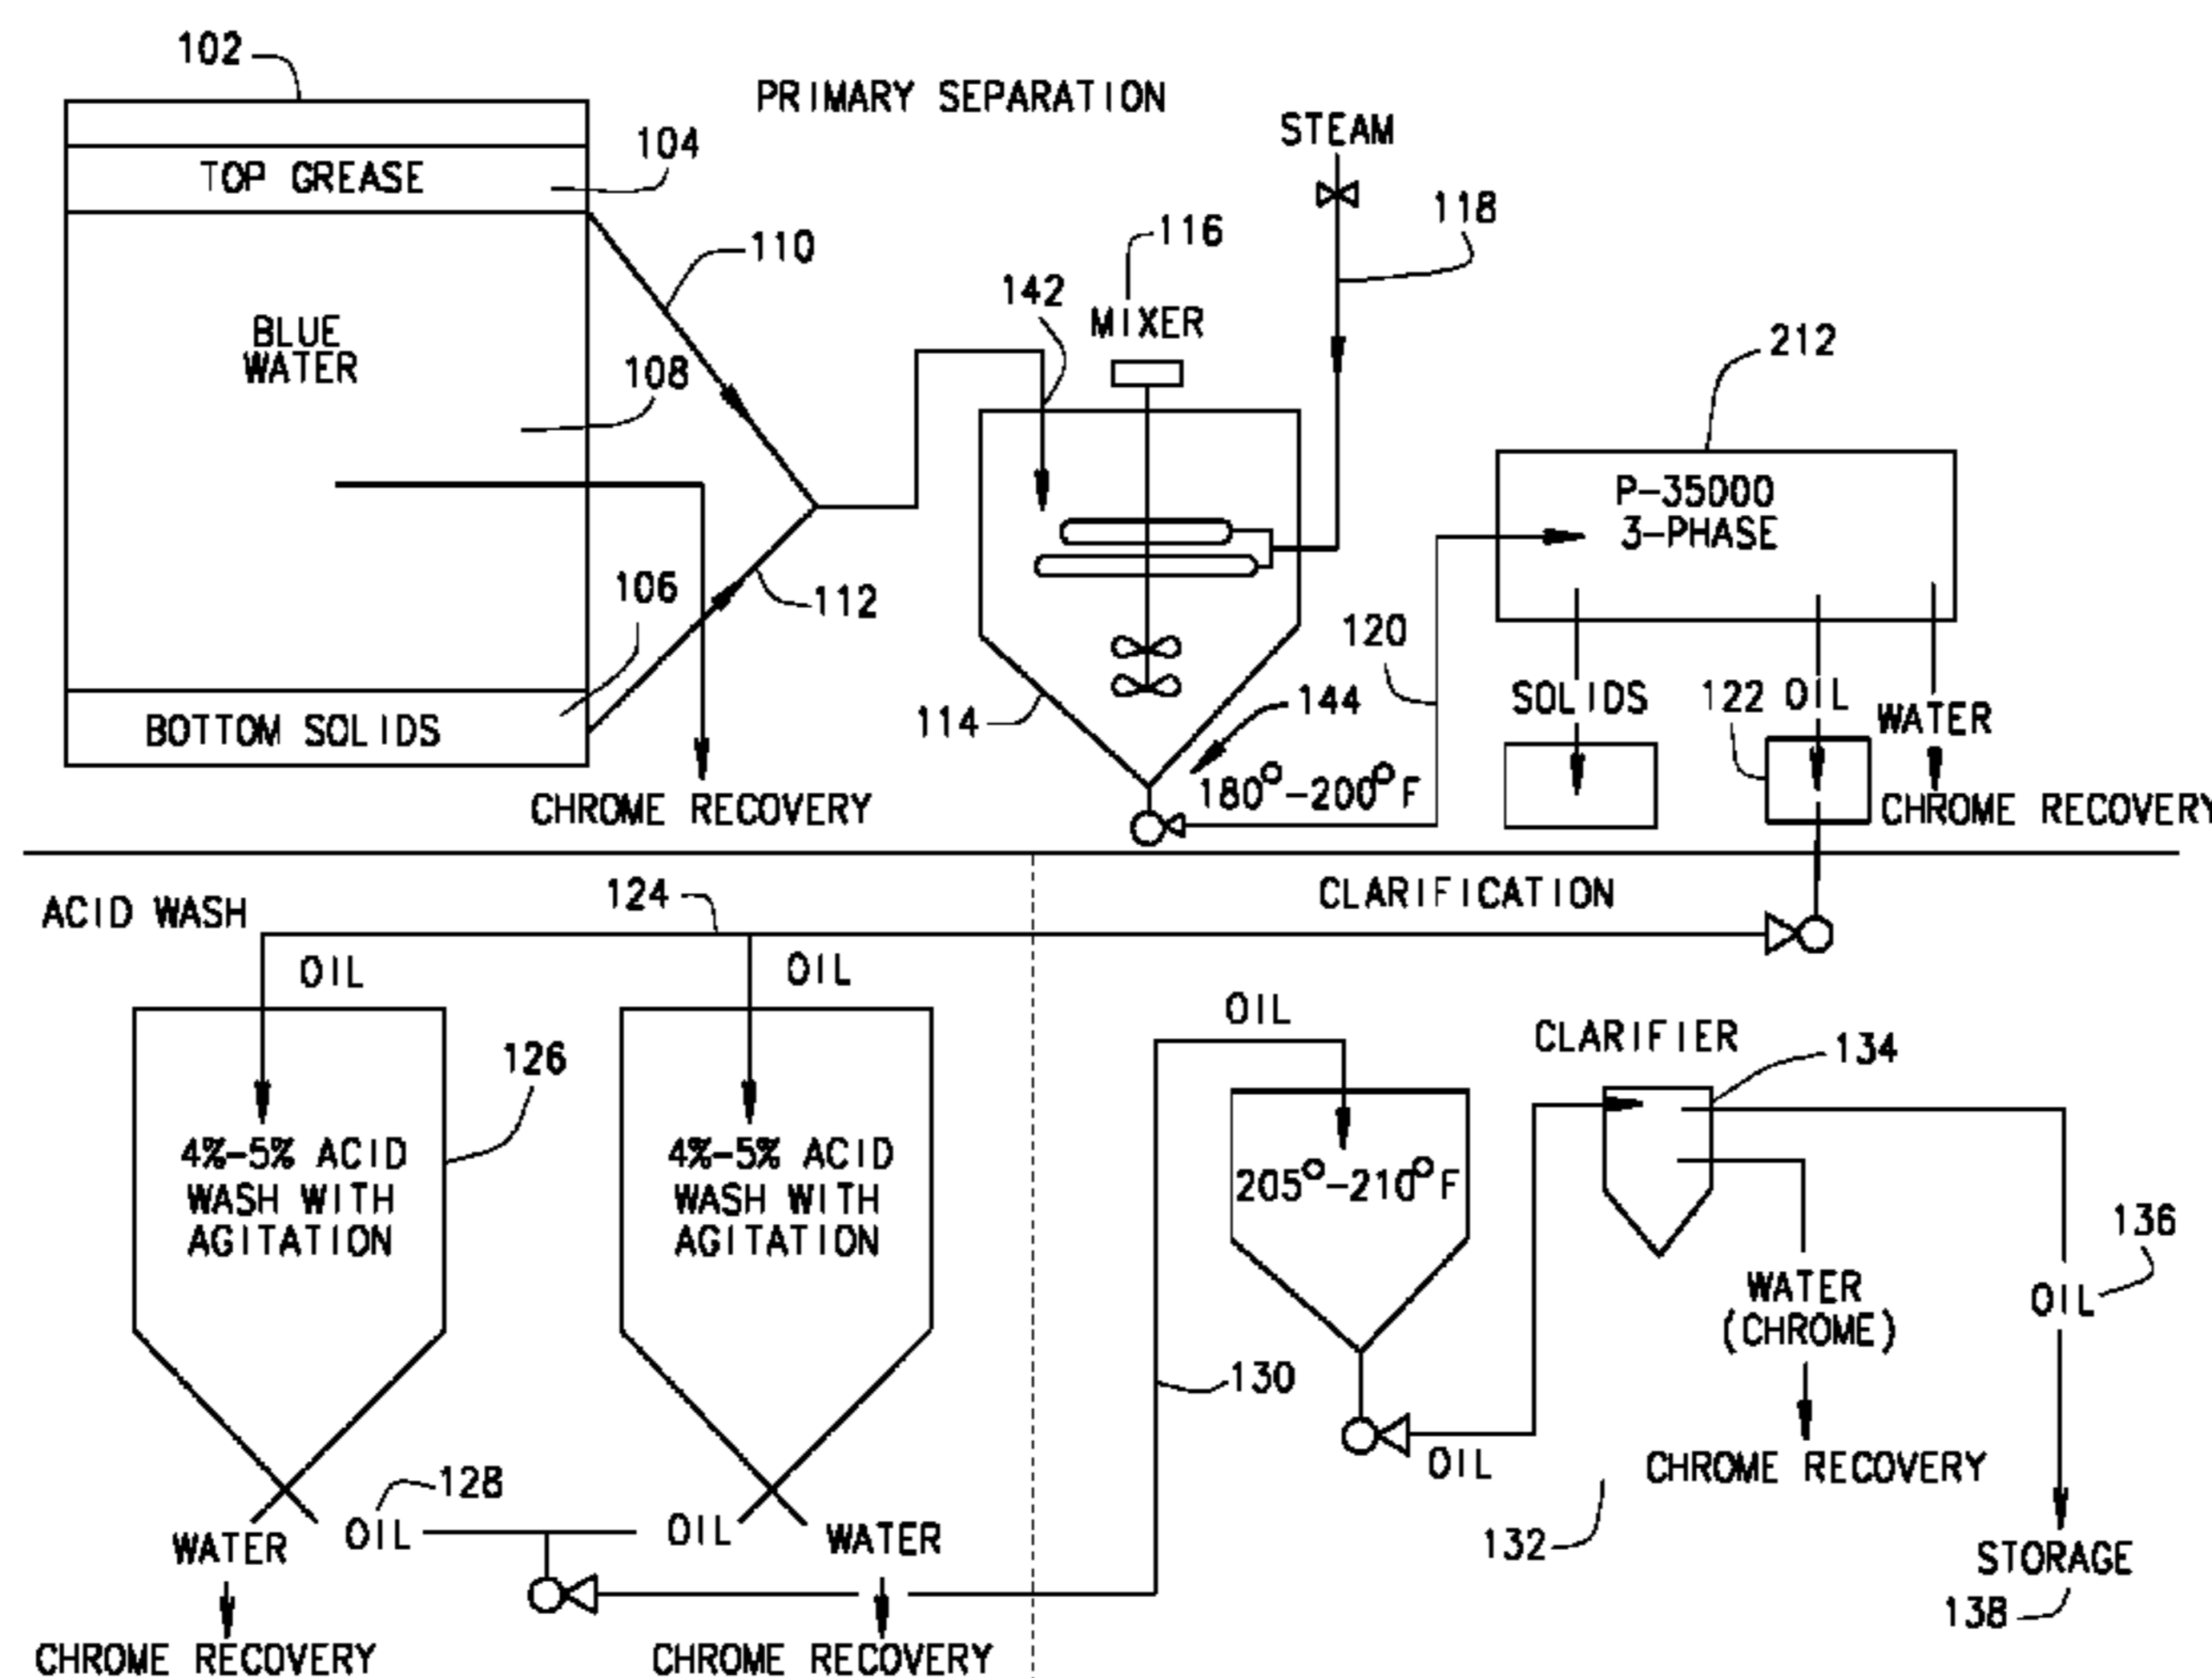 102
PRIMARY SEPARATION
STEAM
104
TOP GREASE
118
116
110
142
MIXER
BLUE
WATER
108
212
P-35000
3-PHASE
106
112
120
SOLIDS
122 OIL
WATER
114
144
BOTTOM SOLIDS
180°-200°F
CHROME RECOVERY
CHROME RECOVERY
ACID WASH
124
CLARIFICATION
OIL
OIL
OIL
CLARIFIER
134
126
4%-5% ACID
WASH WITH
AGITATION
4%-5% ACID
WASH WITH
AGITATION
205°-210°F
136
WATER
(CHROME)
OIL
130
128
OIL
CHROME RECOVERY
WATER
OIL
OIL
WATER
132
STORAGE
138
CHROME RECOVERY
CHROME RECOVERY